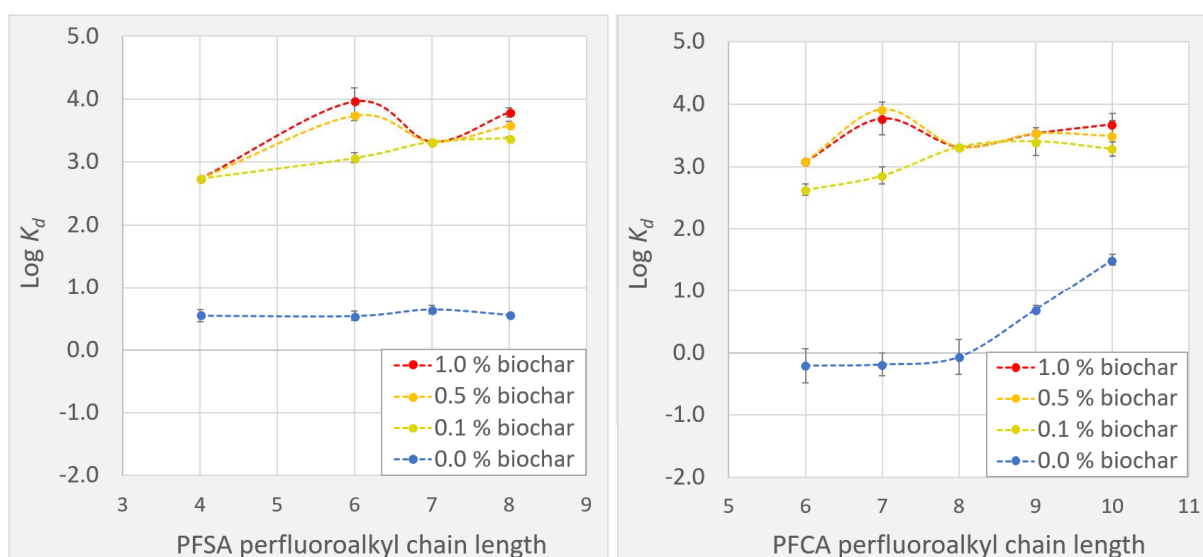 5.0
4.0
3.0
2.0
1.0
0.0
-1.0
-2.0
Log K_d
3 4 5 6 7 8 9
PFSA perfluoroalkyl chain length
1.0 % biochar
0.5 % biochar
0.1 % biochar
0.0 % biochar
5.0
4.0
3.0
2.0
1.0
0.0
-1.0
-2.0
Log K_d
5 6 7 8 9 10 11
PFCA perfluoroalkyl chain length
1.0 % biochar
0.5 % biochar
0.1 % biochar
0.0 % biochar